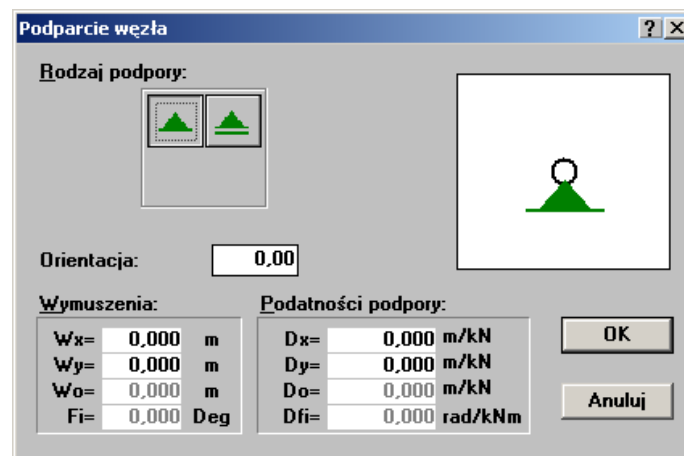 Podparcie węzła
Rodzaj podpory:
Orientacja: 0,00
Wymuszenia: Podatności podpory:
Wx= 0,000 m Dx= 0,000 m/kN
Wy= 0,000 m Dy= 0,000 m/kN
Wo= 0,000 m Do= 0,000 m/kN
Fi= 0,000 Deg Dfi= 0,000 rad/kNm
OK
Anuluj